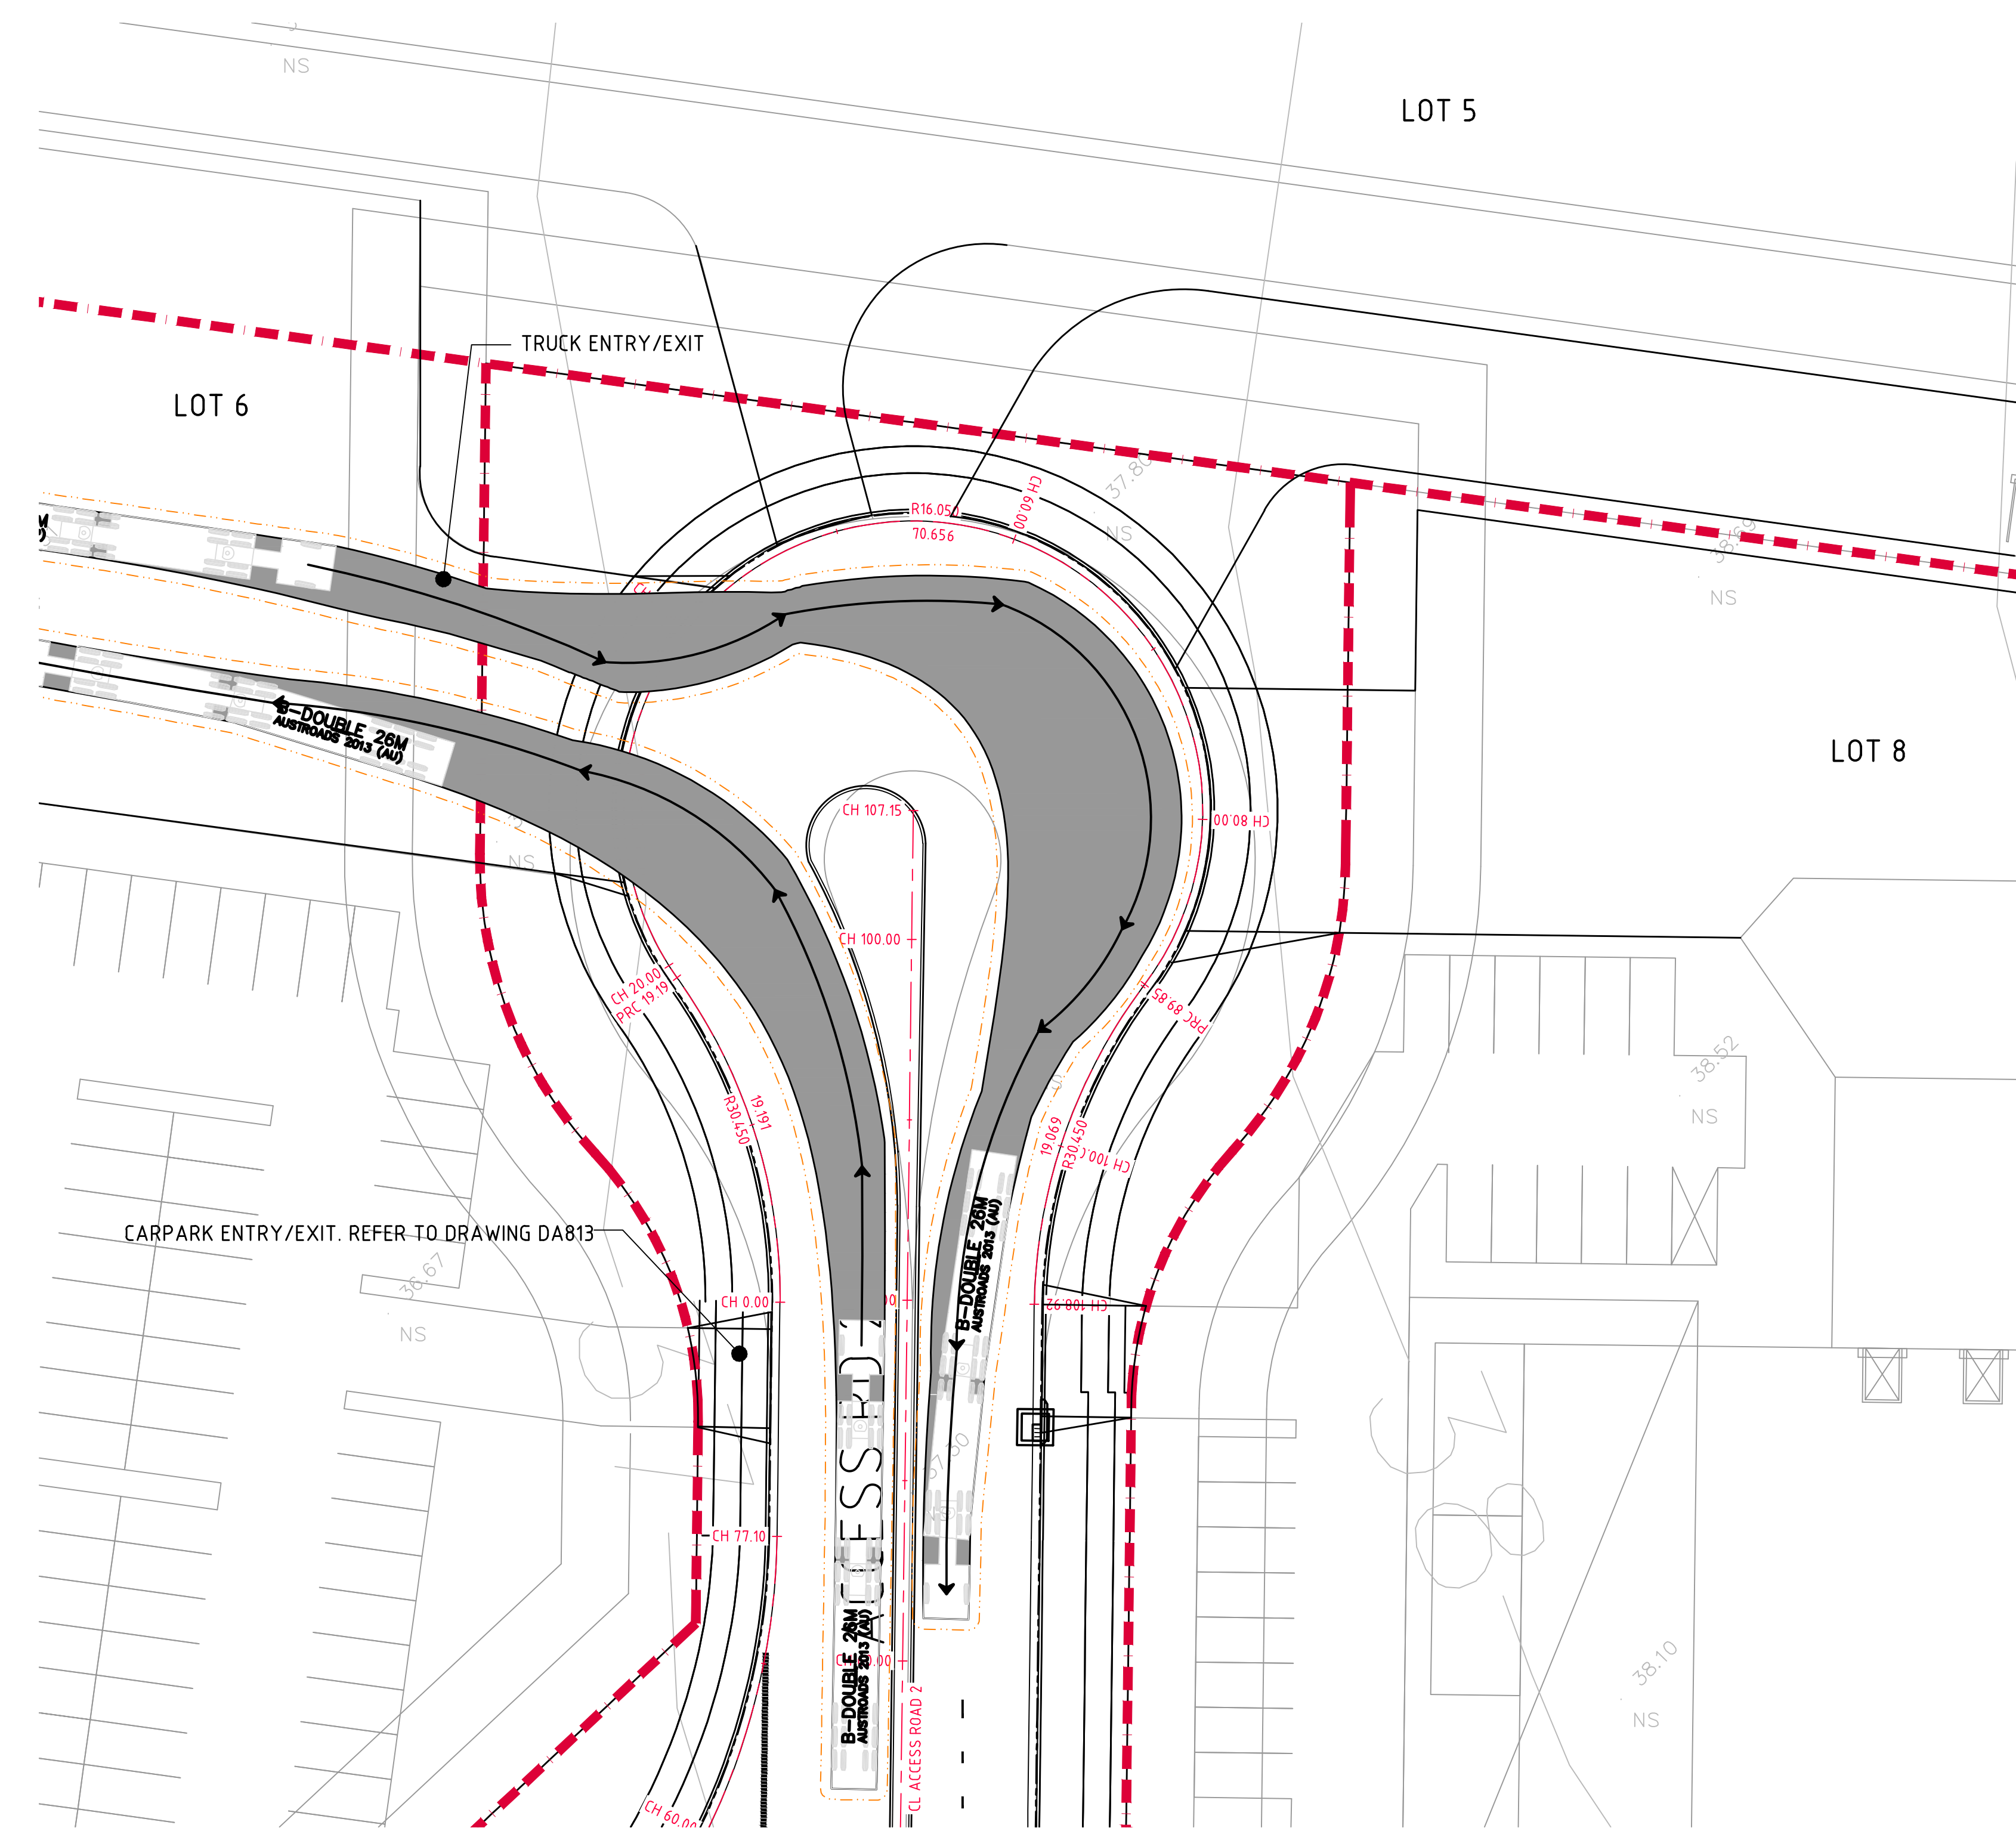 NS
LOT 5
TRUCK ENTRY/EXIT
LOT 6
37.80
NS
CH 60.00
R16.050
70.656
38.69
NS
LOT 8
B-DOUBLE 26M
AUSTROADS 2013 (AU)
CH 107.15
CH 80.00
NS
CH 100.00
CH 20.00
PRC 19.19
PRC 89.85
R30.450
19.191
19.069
R30.450
CH 100.0
38.52
NS
CARPARK ENTRY/EXIT. REFER TO DRAWING DA813
36.67
NS
CH 0.00
CH 108.92
B-DOUBLE 26M
AUSTROADS 2013 (AU)
37.30
CH 77.10
B-DOUBLE 26M
AUSTROADS 2013 (AU)
CL ACCESS ROAD 2
38.10
NS
CH 60.00